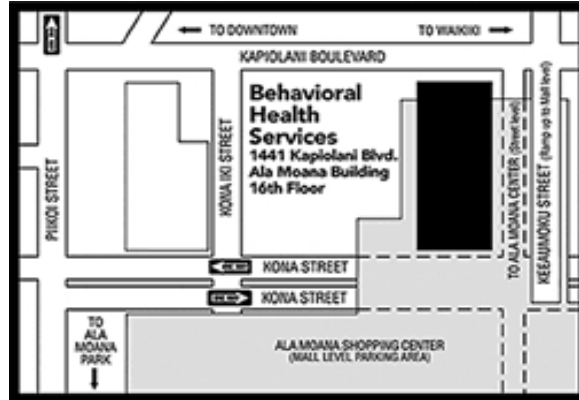 TO DOWNTOWN
TO WAIKIKI
KAPIOLANI BOULEVARD
Behavioral
Health
Services
1441 Kapiolani Blvd.
Ala Moana Building
16th Floor
PIIKOI STREET
KONA IKI STREET
TO ALA MOANA CENTER (Street level)
KEEAUMOKU STREET (Ramp up to Mall level)
KONA STREET
KONA STREET
TO
ALA
MOANA
PARK
ALA MOANA SHOPPING CENTER
(MALL LEVEL PARKING AREA)